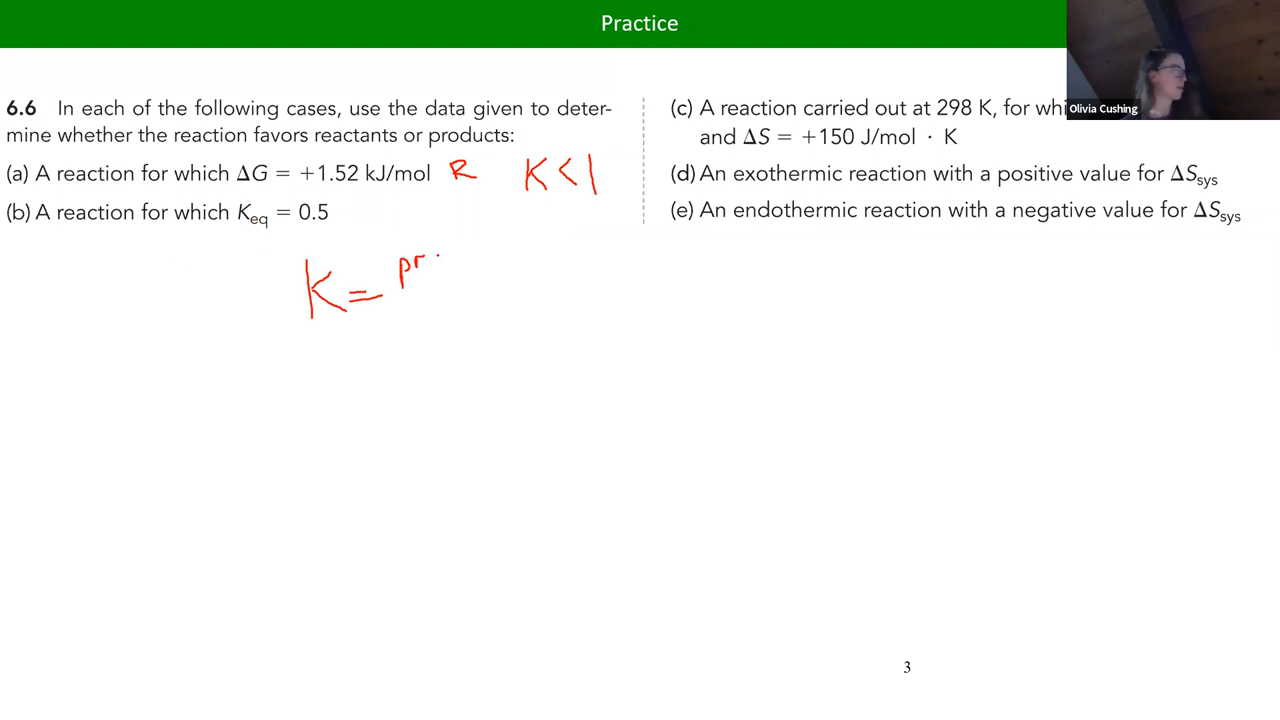 Practice
6.6 In each of the following cases, use the data given to deter-
mine whether the reaction favors reactants or products:
(a) A reaction for which ΔG = +1.52 kJ/mol R K < 1
(b) A reaction for which Keq = 0.5
K = pr.
(c) A reaction carried out at 298 K, for
and ΔS = +150 J/mol · K
(d) An exothermic reaction with a positive value for ΔSsys
(e) An endothermic reaction with a negative value for ΔSsys
Olivia Cushing
3